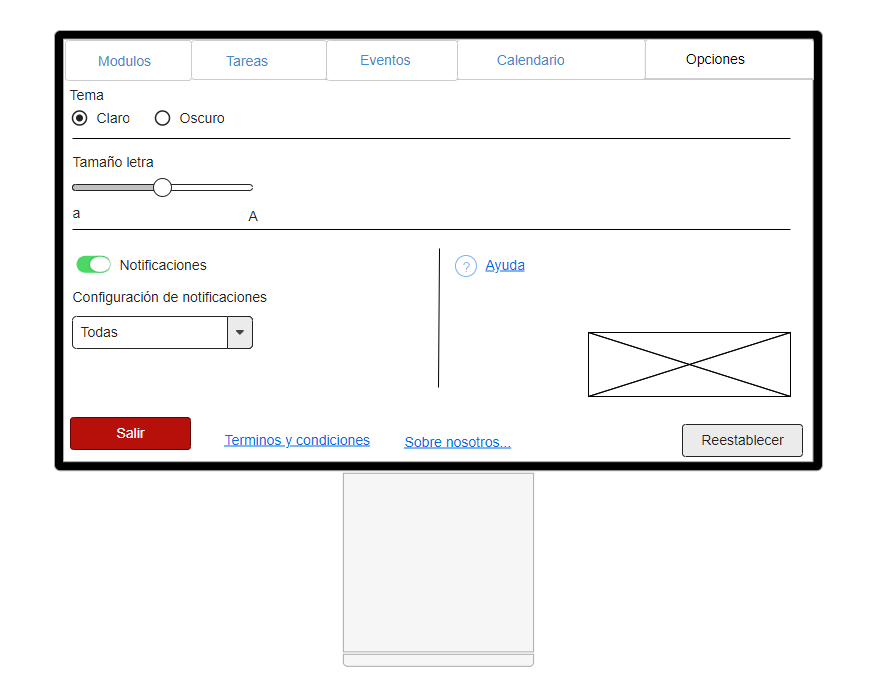 Modulos
Tareas
Eventos
Calendario
Opciones
Tema
Claro
Oscuro
Tamaño letra
a
A
Notificaciones
? Ayuda
Configuración de notificaciones
Todas
Salir
Terminos y condiciones
Sobre nosotros...
Reestablecer